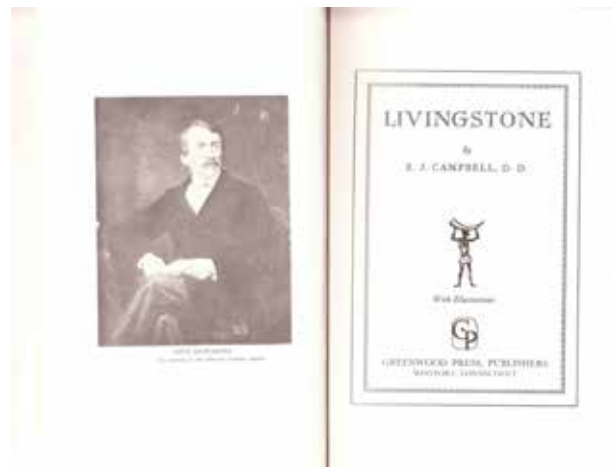 LIVINGSTONE
By
R. J. CAMPBELL, D. D.
With Illustrations
GP
GREENWOOD PRESS, PUBLISHERS
WESTPORT, CONNECTICUT